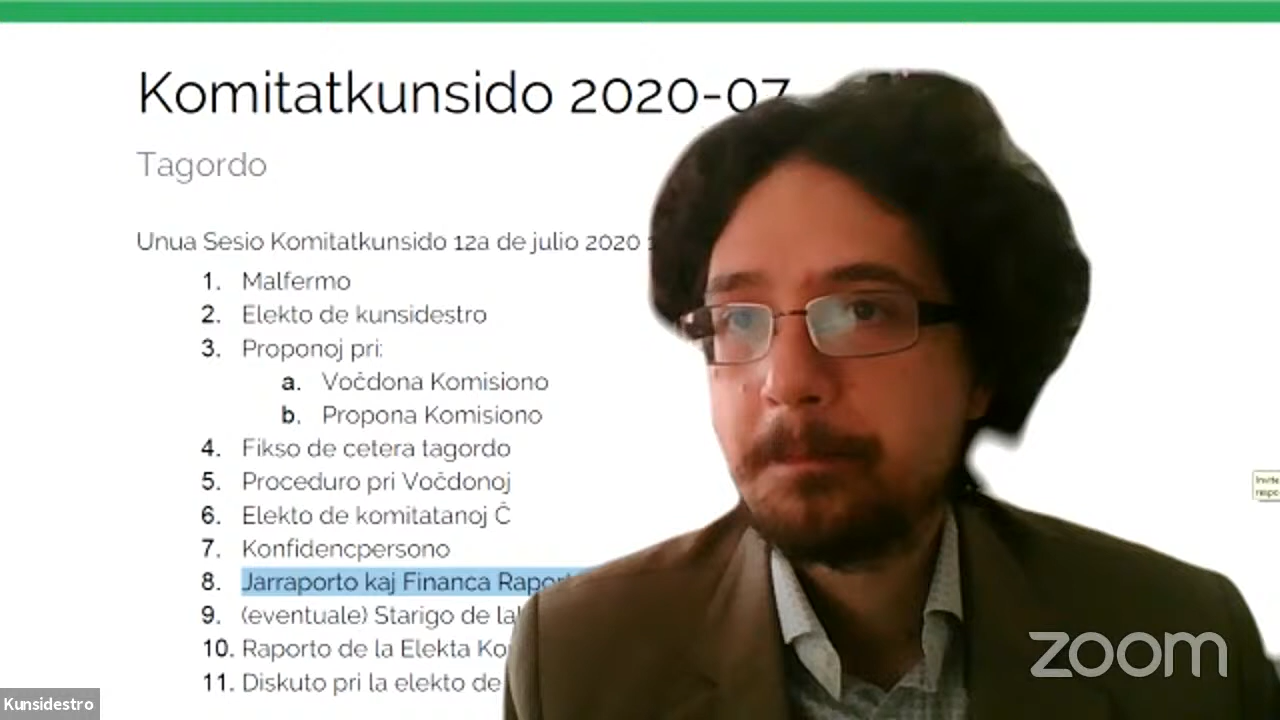 Komitatkunsido 2020-07
Tagordo
Unua Sesio Komitatkunsido 12a de julio 2020
1. Malfermo
2. Elekto de kunsidestro
3. Proponoj pri:
a. Voĉdona Komisiono
b. Propona Komisiono
4. Fikso de cetera tagordo
5. Proceduro pri Voĉdonoj
6. Elekto de komitatanoj Ĉ
7. Konfidencpersono
8. Jarraporto kaj Financa Raport
9. (eventuale) Starigo de la
10. Raporto de la Elekta Ko
11. Diskuto pri la elekto de
zoom
Kunsidestro